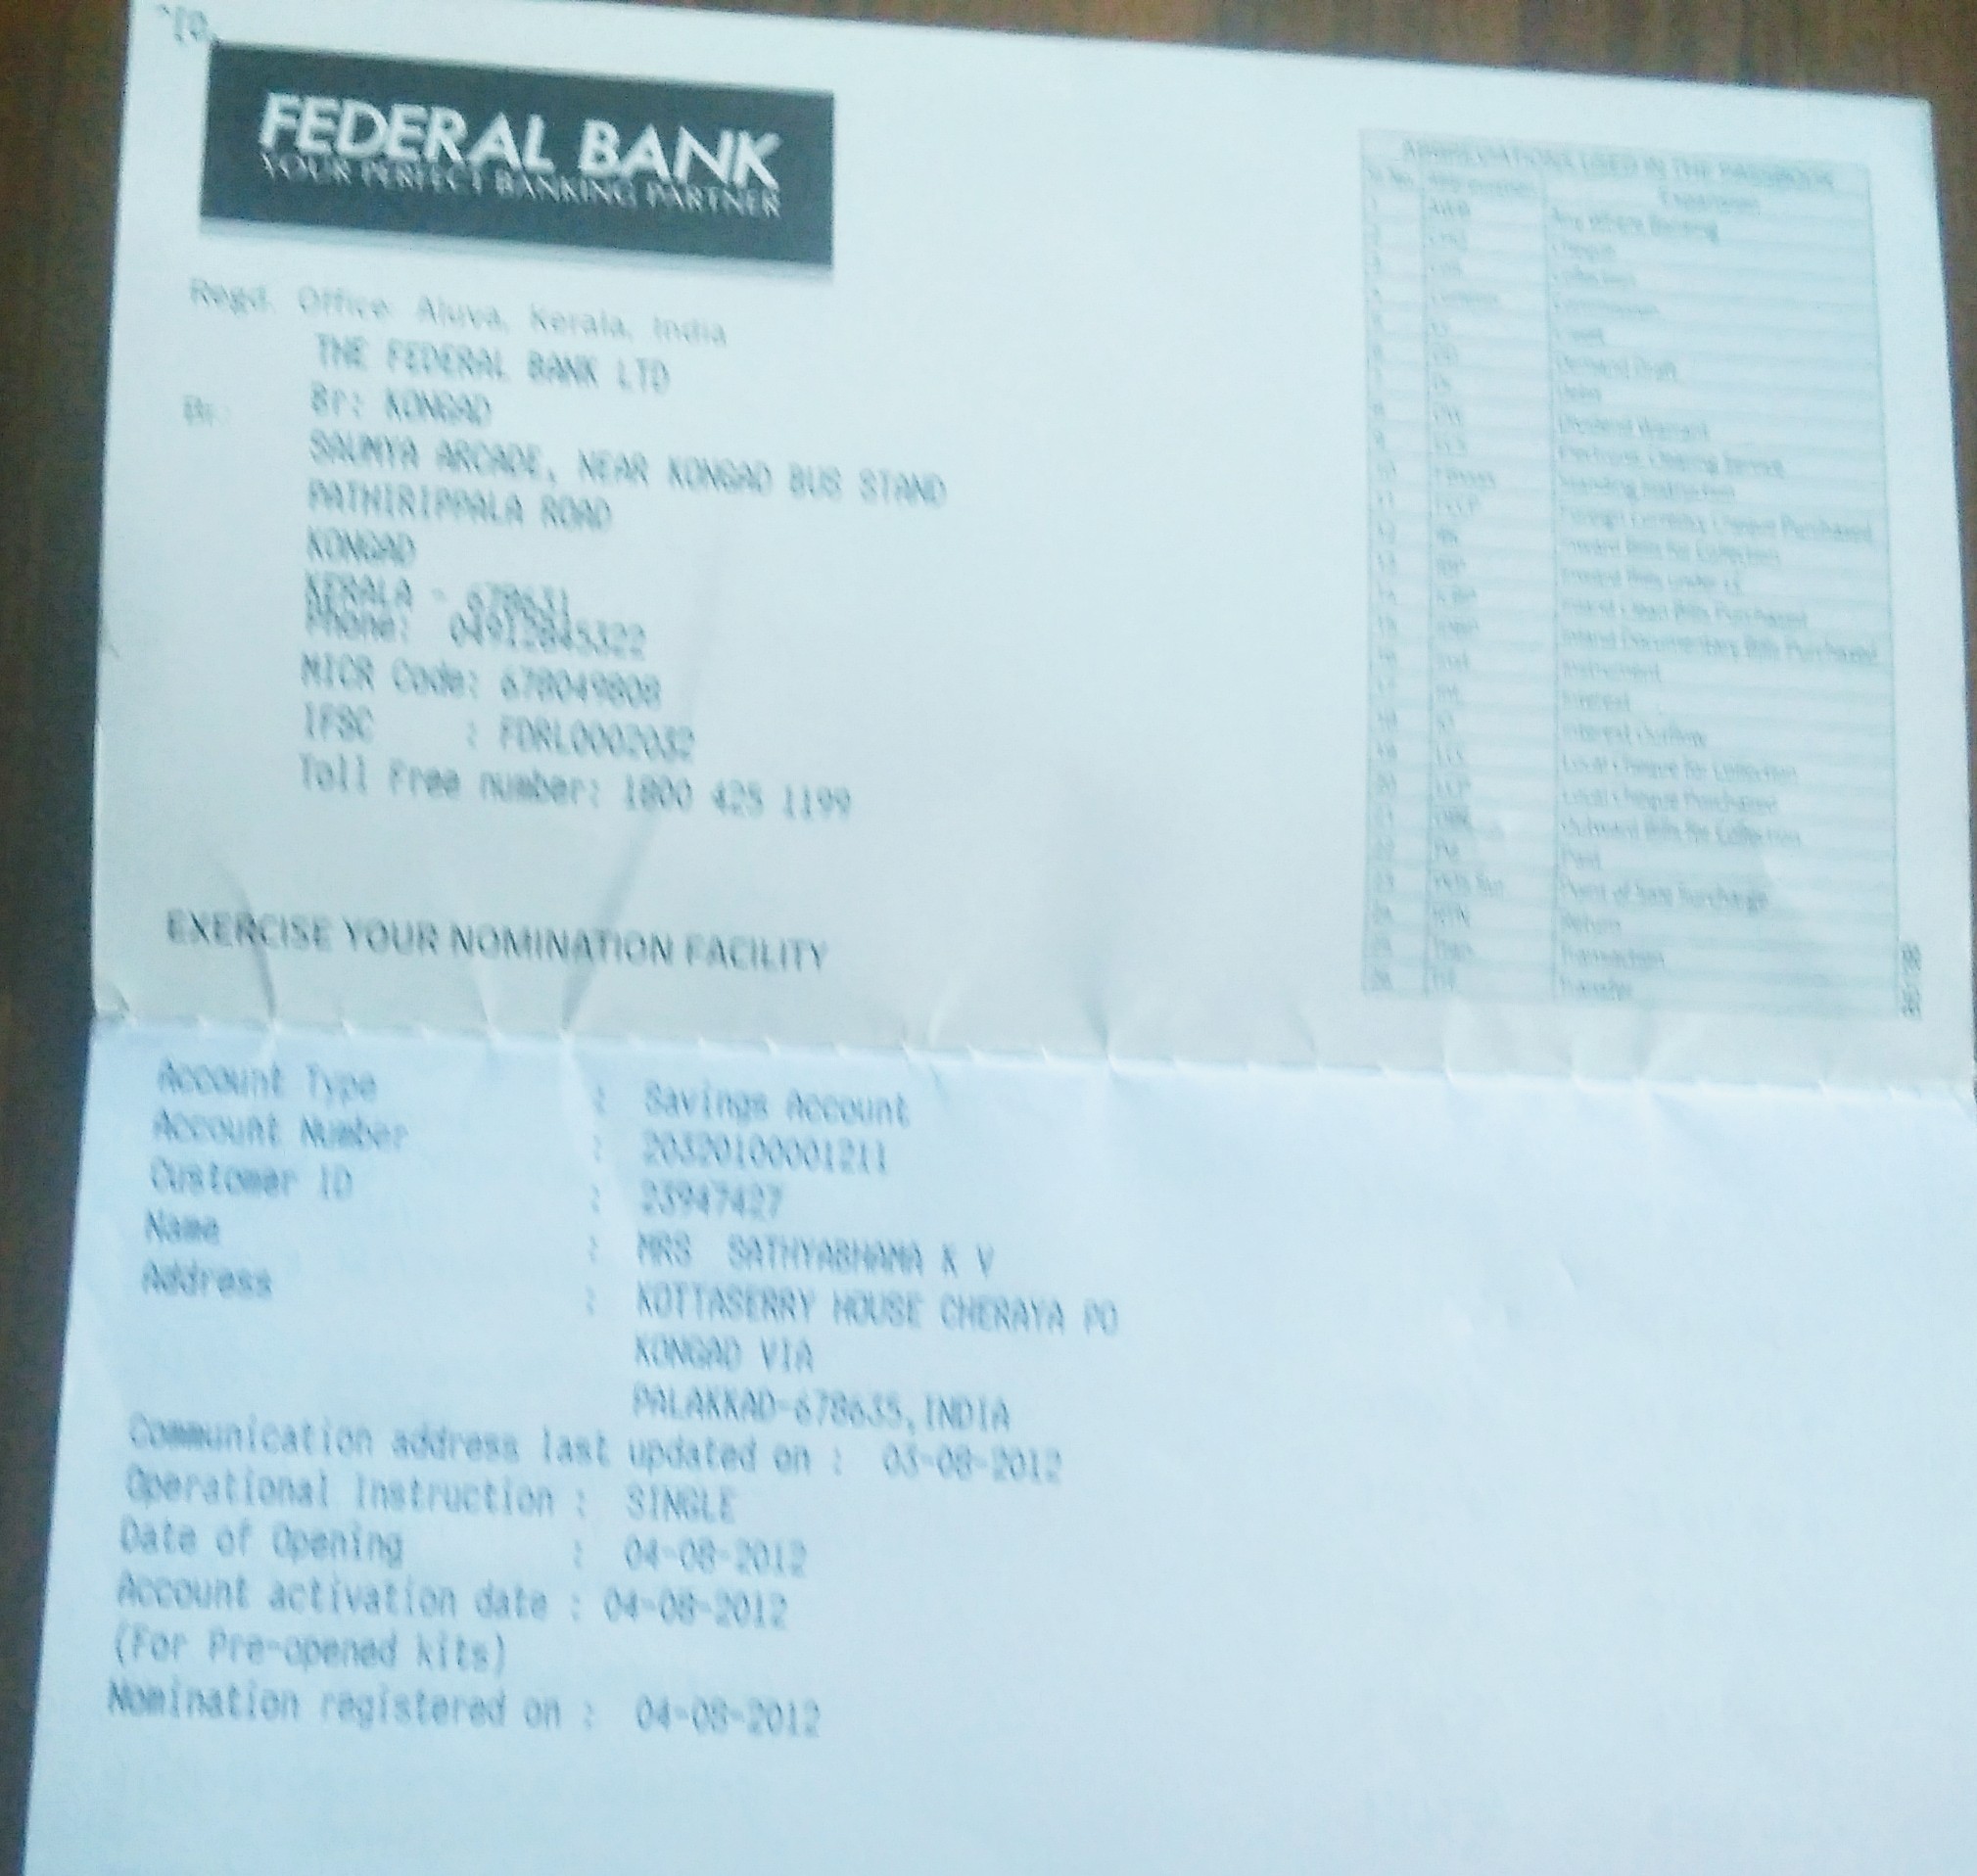 FEDERAL BANK
YOUR PERFECT BANKING PARTNER
Regd. Office: Aluva, Kerala, India
THE FEDERAL BANK LTD
Br: Br: KONGAD
SAUMYA ARCADE, NEAR KONGAD BUS STAND
PATHIRIPPALA ROAD
KONGAD
KERALA - 678631
Phone: 04912845322
MICR Code: 678049808
IFSC : FDRL0002032
Toll Free number: 1800 425 1199
EXERCISE YOUR NOMINATION FACILITY
ABBREVIATIONS USED IN THE PASSBOOK
Sl. No. Abbreviation Expansion
1 AWB Any Where Banking
2 Chq Cheque
3 Coll Collection
4 Commission
5 Cr Credit
6 DD Demand Draft
7 Dr Debit
8 DW Dividend Warrant
9 ECS Electronic Clearing Service
10 Standing Instruction
11 FCCP Foreign Currency Cheque Purchased
12 Inward Bills for Collection
13 Inward Bills under LC
14 ICBP Inland Clean Bills Purchased
15 IDBP Inland Documentary Bills Purchased
16 Inst Instrument
17 Int. Interest
18 IO Interest Outflow
19 LCC Local Cheque for Collection
20 LCP Local Cheque Purchased
21 OBC Outward Bills for Collection
22 Pd Paid
23 POS Sur Point of Sale Surcharge
24 RTN Return
25 Tran Transaction
26 Trf Transfer
Account Type : Savings Account
Account Number : 20320100001211
Customer ID : 23947427
Name : MRS SATHYABHAMA K V
Address : KOTTASERRY HOUSE CHERAYA PO
KONGAD VIA
PALAKKAD-678635,INDIA
Communication address last updated on : 03-08-2012
Operational Instruction : SINGLE
Date of Opening : 04-08-2012
Account activation date : 04-08-2012
(For Pre-opened kits)
Nomination registered on : 04-08-2012